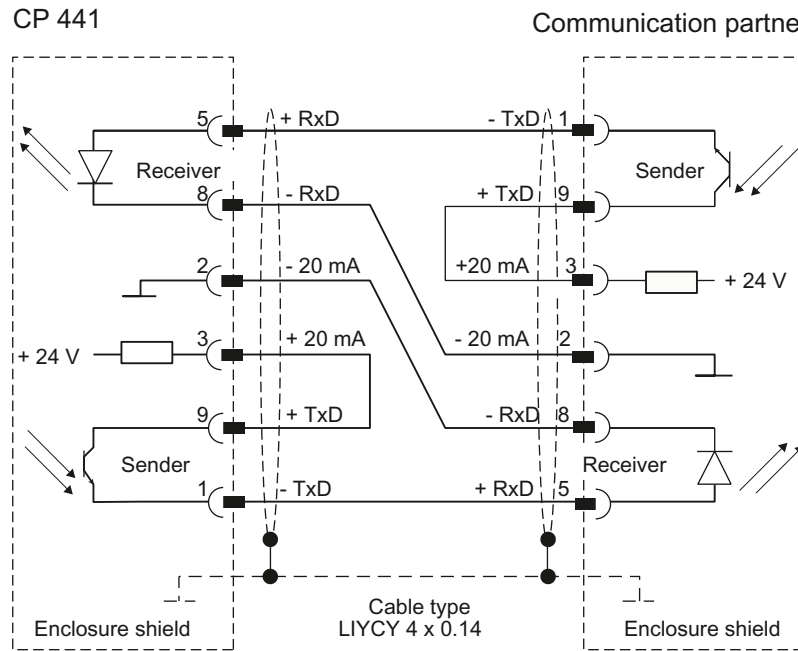 CP 441
Communication partne
5 + RxD - TxD 1
Receiver Sender
8 - RxD + TxD 9
2 - 20 mA +20 mA 3
+ 24 V
3 + 20 mA - 20 mA 2
+ 24 V
9 + TxD - RxD 8
Sender Receiver
1 - TxD + RxD 5
Cable type
Enclosure shield LIYCY 4 x 0.14 Enclosure shield